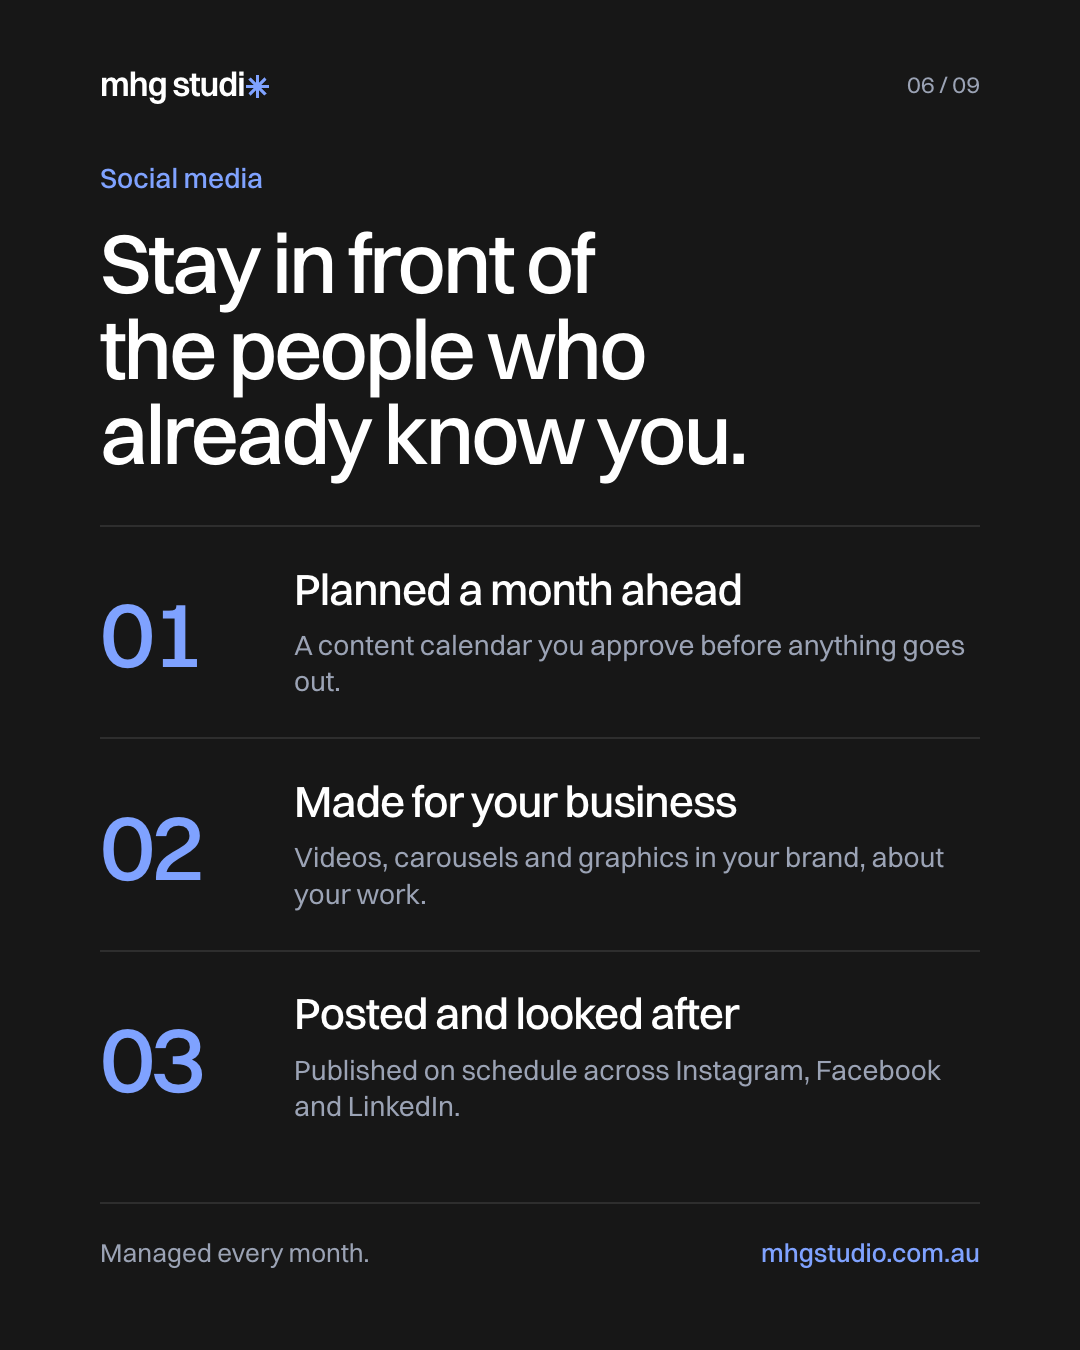 mhg studi*
06 / 09
Social media
Stay in front of
the people who
already know you.
01
Planned a month ahead
A content calendar you approve before anything goes
out.
02
Made for your business
Videos, carousels and graphics in your brand, about
your work.
03
Posted and looked after
Published on schedule across Instagram, Facebook
and LinkedIn.
Managed every month.
mhgstudio.com.au